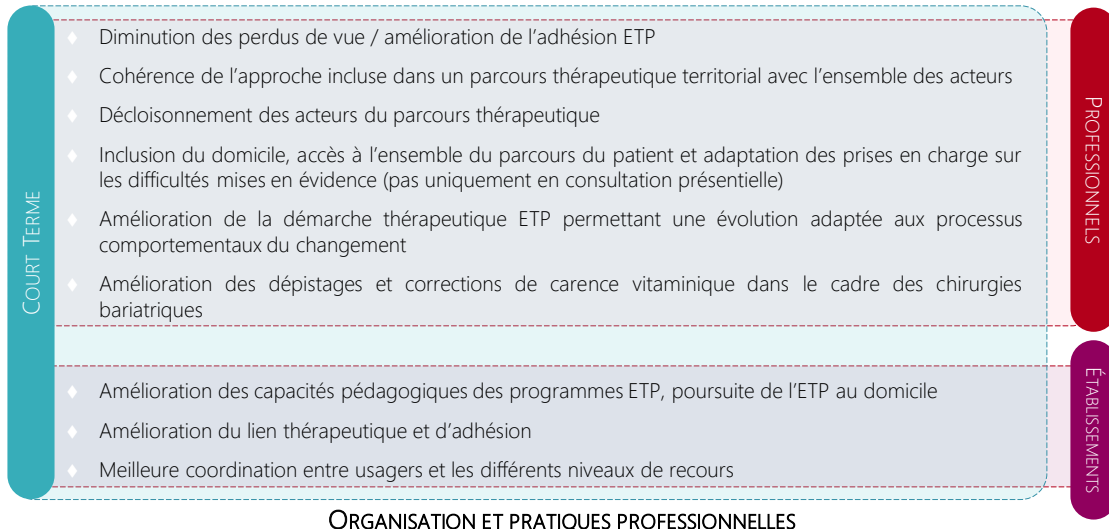 Diminution des perdus de vue / amélioration de l’adhésion ETP
Cohérence de l’approche incluse dans un parcours thérapeutique territorial avec l’ensemble des acteurs
Décloisonnement des acteurs du parcours thérapeutique
Inclusion du domicile, accès à l’ensemble du parcours du patient et adaptation des prises en charge sur
les difficultés mises en évidence (pas uniquement en consultation présentielle)
Amélioration de la démarche thérapeutique ETP permettant une évolution adaptée aux processus
comportementaux du changement
Amélioration des dépistages et corrections de carence vitaminique dans le cadre des chirurgies
bariatriques
Amélioration des capacités pédagogiques des programmes ETP, poursuite de l’ETP au domicile
Amélioration du lien thérapeutique et d’adhésion
Meilleure coordination entre usagers et les différents niveaux de recours
COURT TERME
PROFESSIONNELS
ÉTABLISSEMENTS
ORGANISATION ET PRATIQUES PROFESSIONNELLES